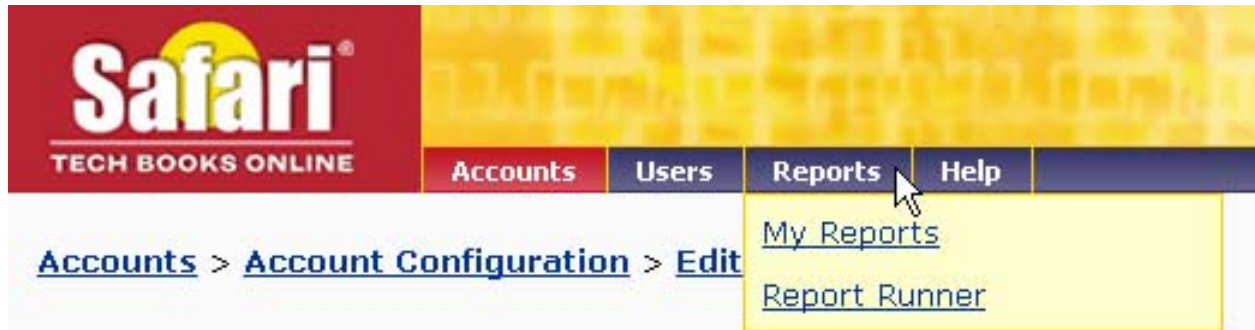 Safari®
TECH BOOKS ONLINE
Accounts Users Reports Help
My Reports
Accounts > Account Configuration > Edit
Report Runner